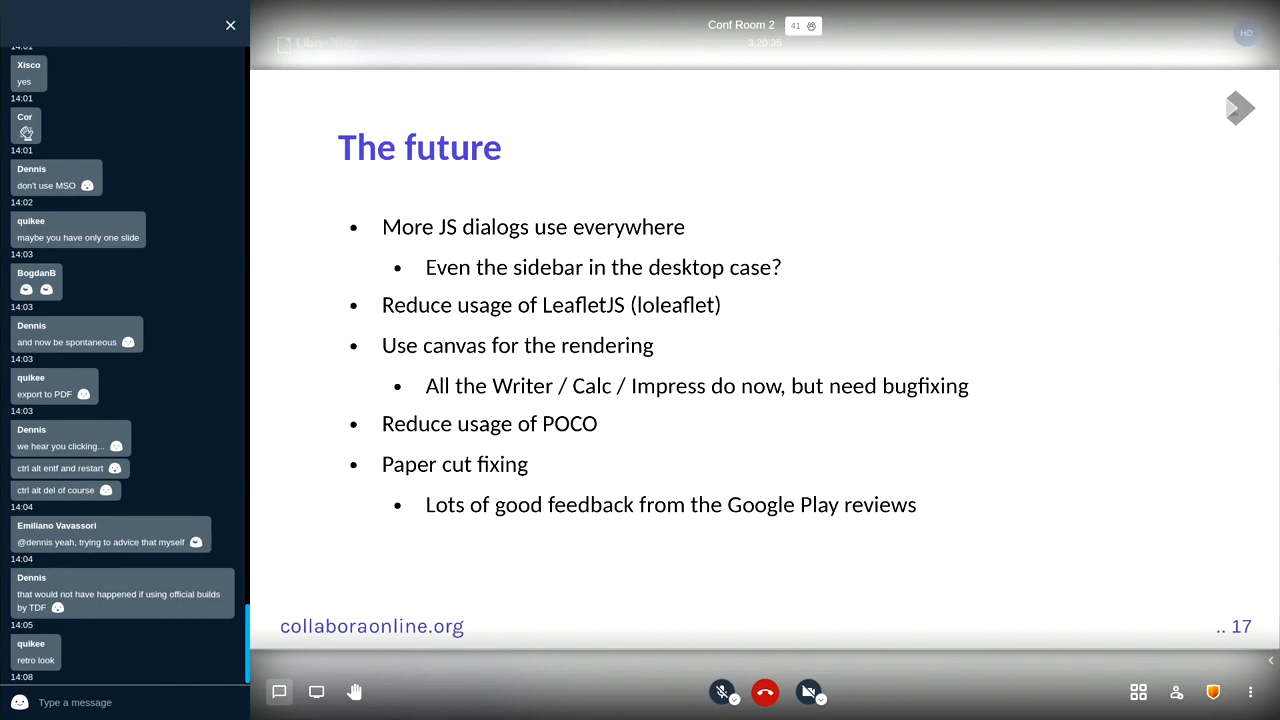 14:01
Xisco
yes
14:01
Cor
14:01
Dennis
don't use MSO
14:02
quikee
maybe you have only one slide
14:03
BogdanB
14:03
Dennis
and now be spontaneous
14:03
quikee
export to PDF
14:03
Dennis
we hear you clicking...
ctrl alt entf and restart
ctrl alt del of course
14:04
Emiliano Vavassori
@dennis yeah, trying to advice that myself
14:04
Dennis
that would not have happened if using official builds
by TDF
14:05
quikee
retro look
14:08
Type a message
Conf Room 2
41
3:20:35
HD
The future
• More JS dialogs use everywhere
• Even the sidebar in the desktop case?
• Reduce usage of LeafletJS (loleaflet)
• Use canvas for the rendering
• All the Writer / Calc / Impress do now, but need bugfixing
• Reduce usage of POCO
• Paper cut fixing
• Lots of good feedback from the Google Play reviews
collaboraonline.org
.. 17